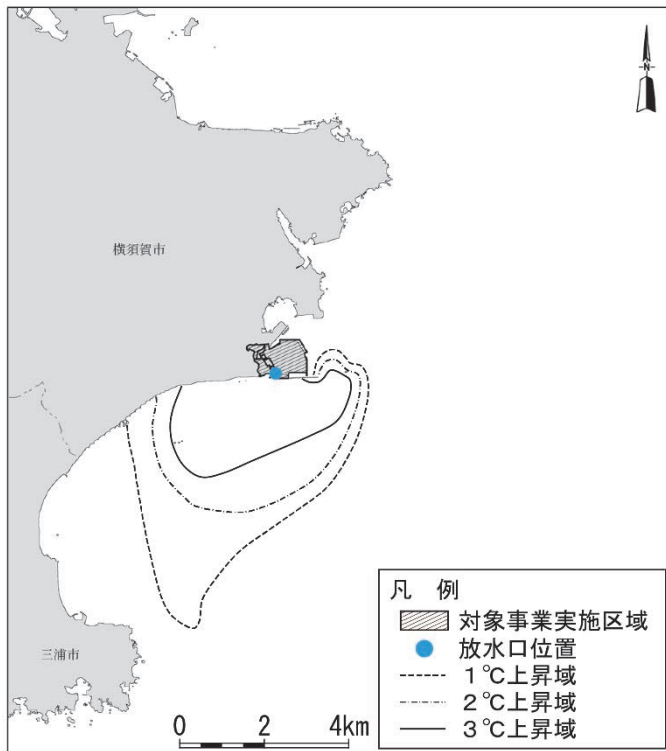 N
横須賀市
三浦市
凡 例
対象事業実施区域
放水口位置
1℃上昇域
2℃上昇域
3℃上昇域
0 2 4km